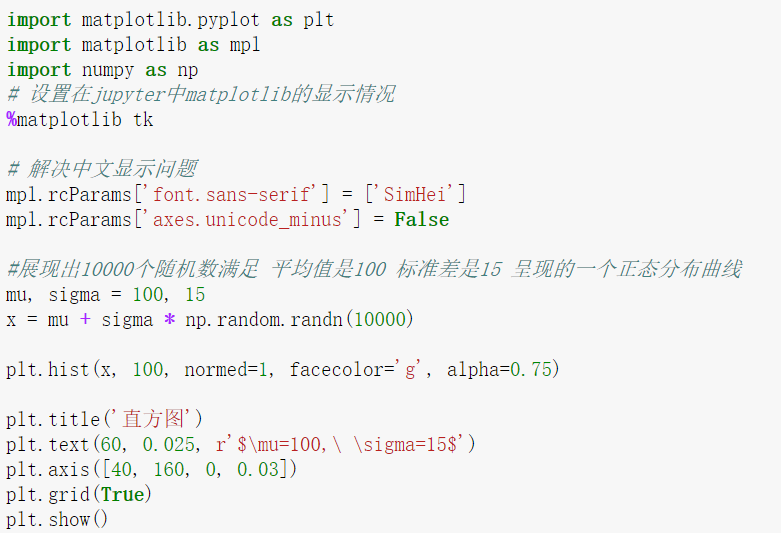 import matplotlib.pyplot as plt
import matplotlib as mpl
import numpy as np
# 设置在jupyter中matplotlib的显示情况
%matplotlib tk
# 解决中文显示问题
mpl.rcParams['font.sans-serif'] = ['SimHei']
mpl.rcParams['axes.unicode_minus'] = False
#展现出10000个随机数满足 平均值是100 标准差是15 呈现的一个正态分布曲线
mu, sigma = 100, 15
x = mu + sigma * np.random.randn(10000)
plt.hist(x, 100, normed=1, facecolor='g', alpha=0.75)
plt.title('直方图')
plt.text(60, 0.025, r'$\mu=100,\ \sigma=15$')
plt.axis([40, 160, 0, 0.03])
plt.grid(True)
plt.show()